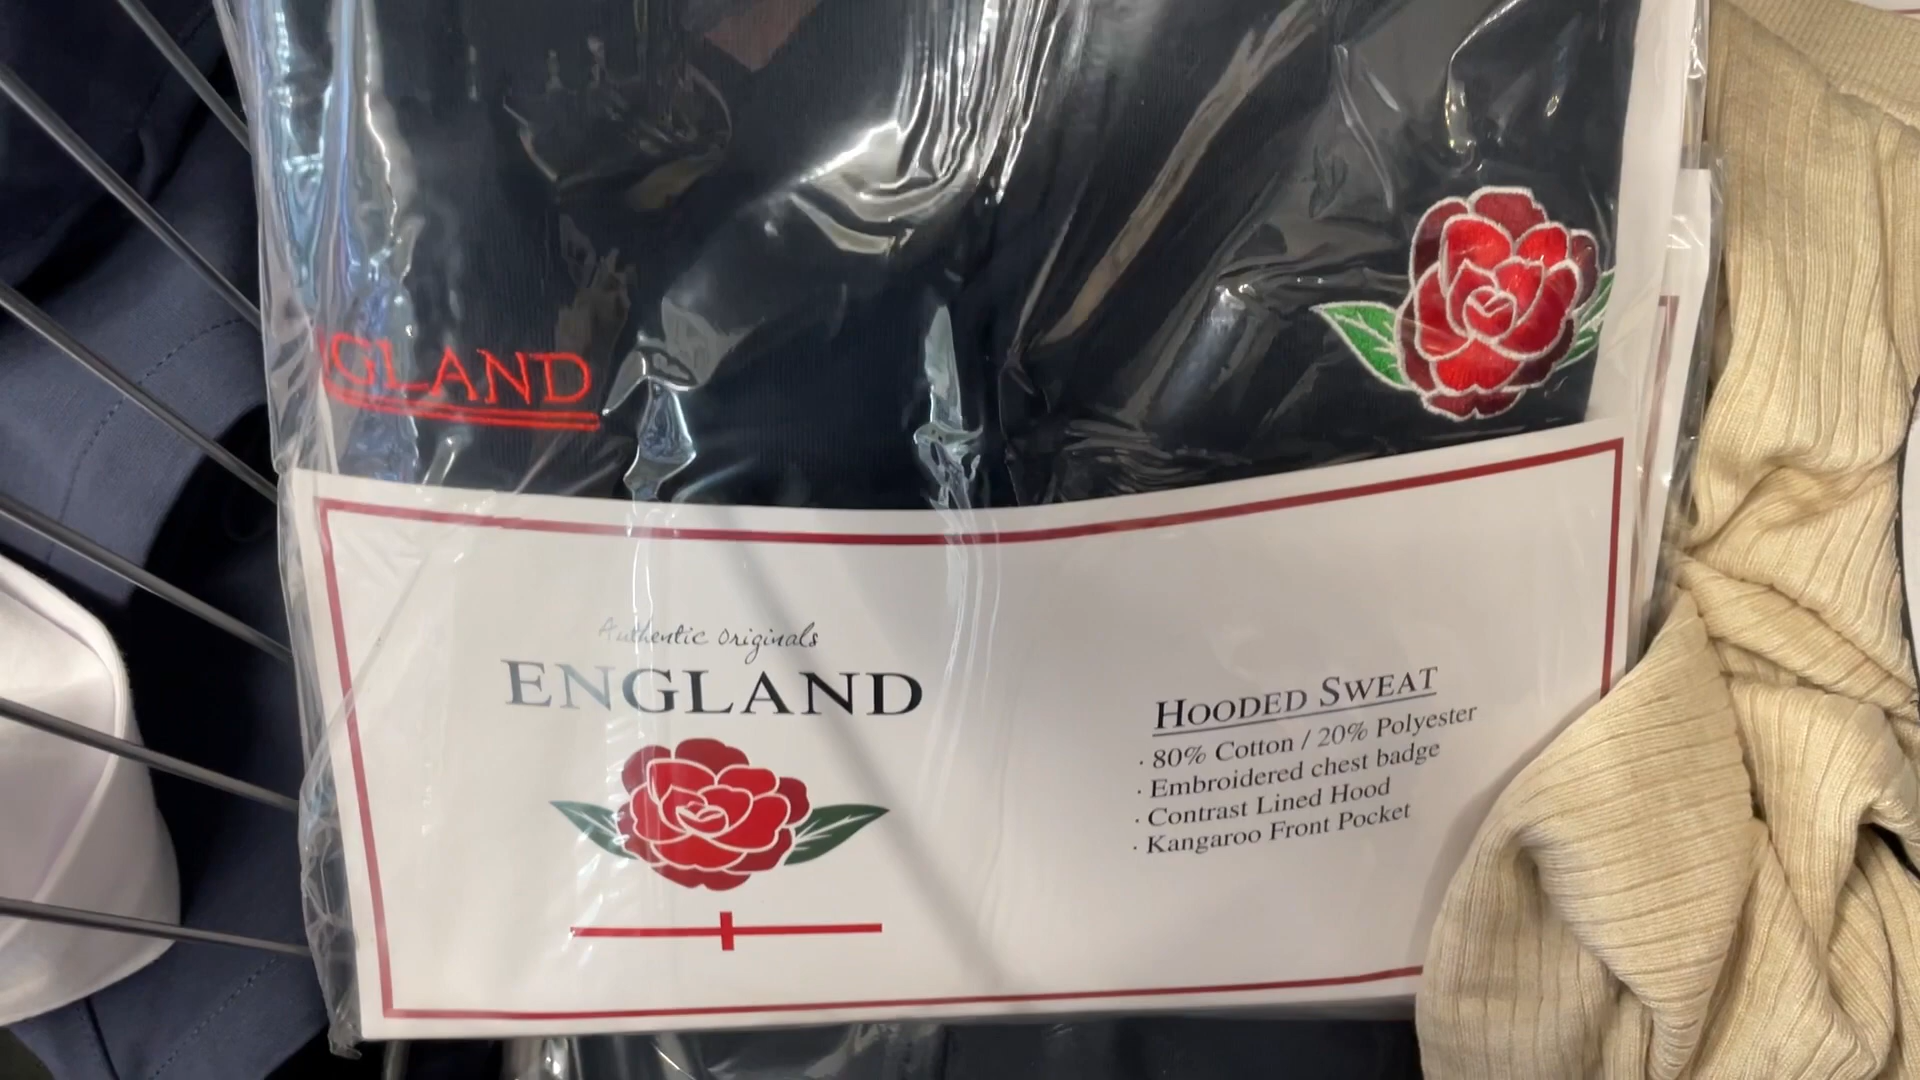 GLAND
Authentic Originals
ENGLAND
HOODED SWEAT
· 80% Cotton / 20% Polyester
· Embroidered chest badge
· Contrast Lined Hood
· Kangaroo Front Pocket